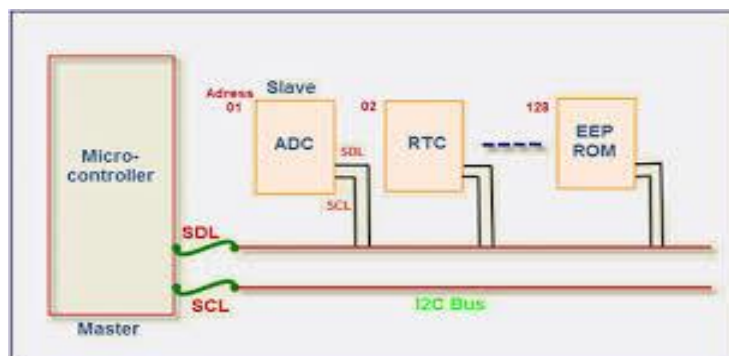 Slave
Adress
01
02
128
ADC
RTC
EEP
ROM
Micro-
controller
SDL
SCL
SDL
SCL
I2C Bus
Master